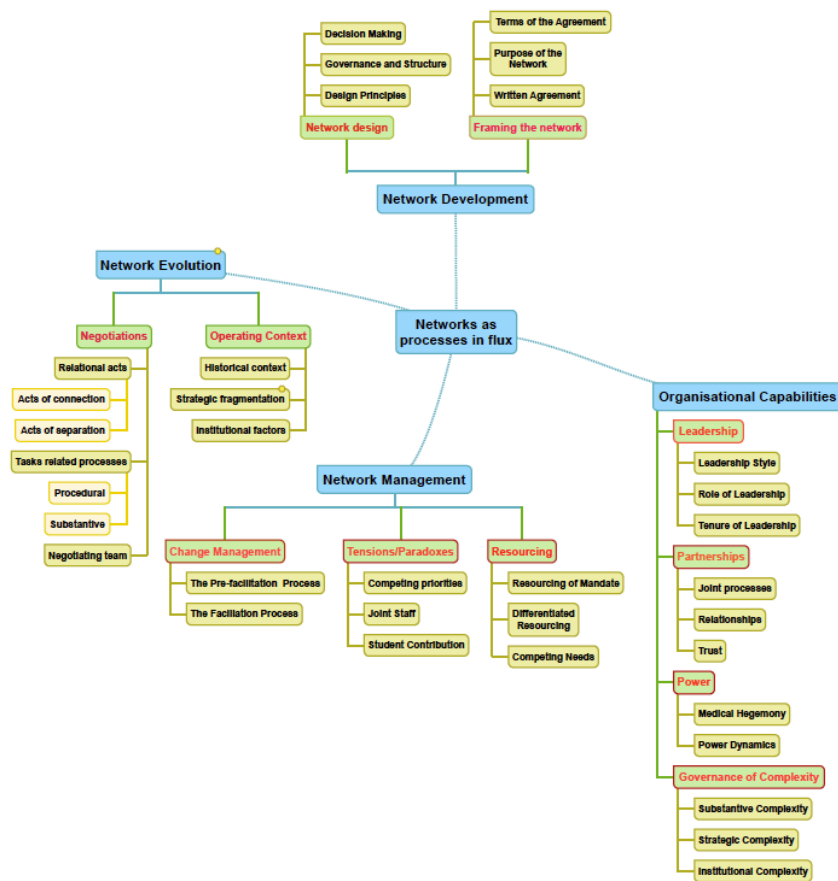 Decision Making
Governance and Structure
Design Principles
Network design
Terms of the Agreement
Purpose of the
Network
Written Agreement
Framing the network
Network Development
Network Evolution
Negotiations
Relational acts
Acts of connection
Acts of separation
Tasks related processes
Procedural
Substantive
Negotiating team
Operating Context
Historical context
Strategic fragmentation
Institutional factors
Networks as
processes in flux
Network Management
Change Management
The Pre-facilitation Process
The Faciliation Process
Tensions/Paradoxes
Competing priorities
Joint Staff
Student Contribution
Resourcing
Resourcing of Mandate
Differentiated
Resourcing
Competing Needs
Organisational Capabilities
Leadership
Leadership Style
Role of Leadership
Tenure of Leadership
Partnerships
Joint processes
Relationships
Trust
Power
Medical Hegemony
Power Dynamics
Governance of Complexity
Substantive Complexity
Strategic Complexity
Institutional Complexity